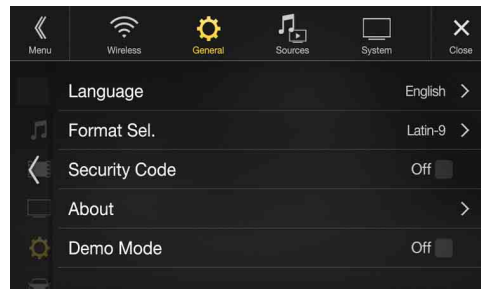 Menu
Wireless
General
Sources
System
Close
Language English
Format Sel. Latin-9
Security Code Off
About
Demo Mode Off